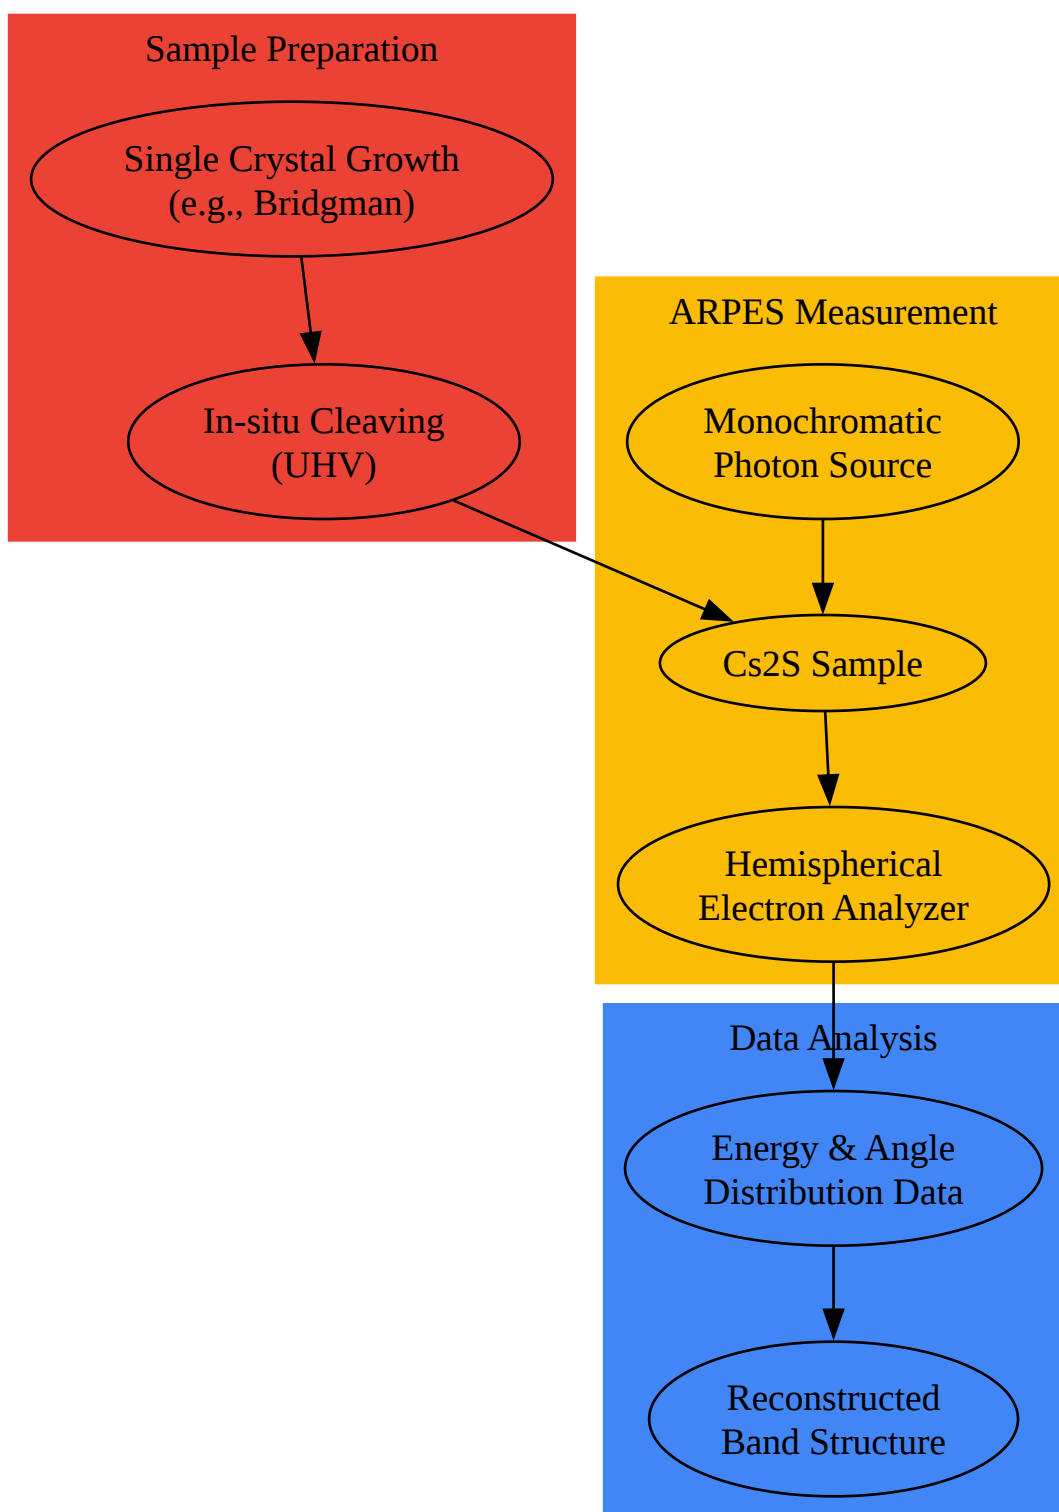 Sample Preparation
Single Crystal Growth
(e.g., Bridgman)
In-situ Cleaving
(UHV)
ARPES Measurement
Monochromatic
Photon Source
Cs2S Sample
Hemispherical
Electron Analyzer
Data Analysis
Energy & Angle
Distribution Data
Reconstructed
Band Structure